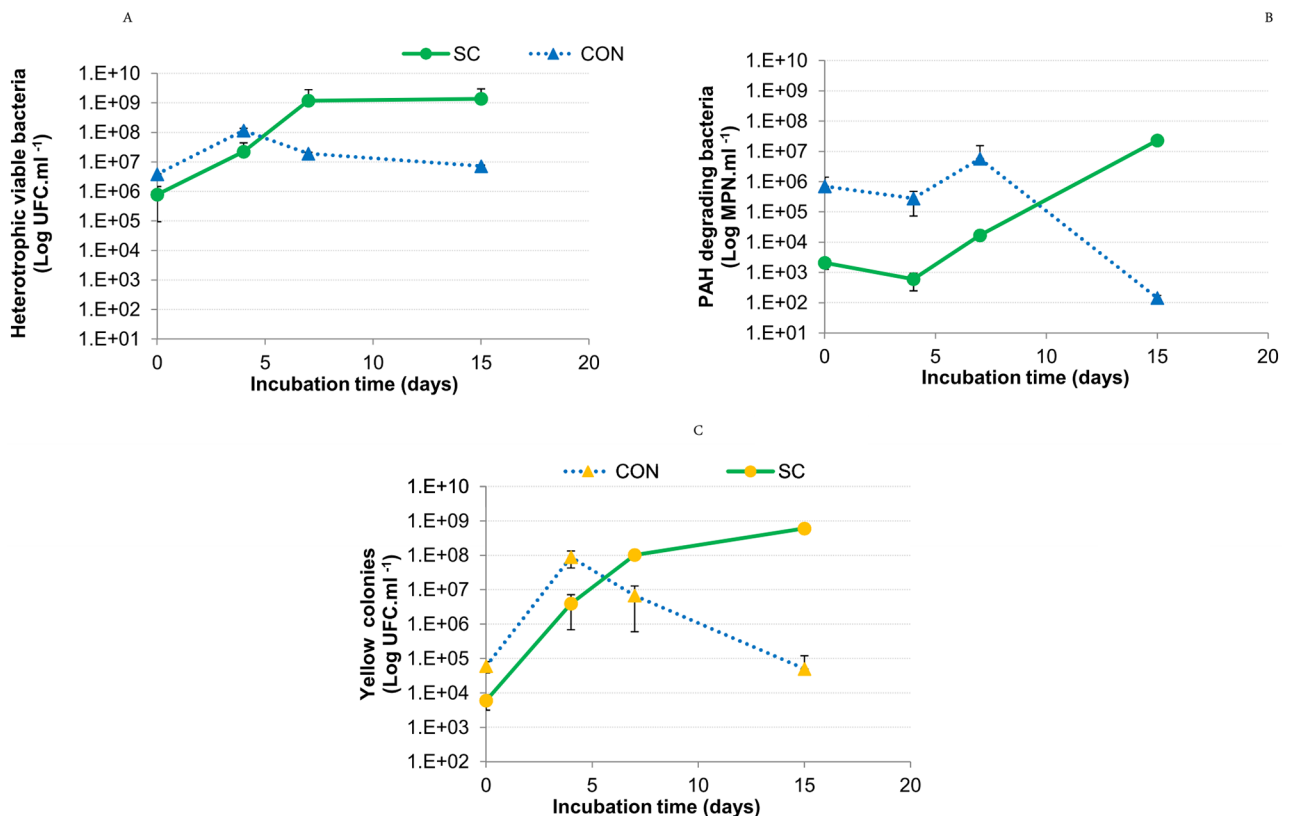 A
B
SC
CON
Heterotrophic viable bacteria
(Log UFC.ml -1)
1.E+10
1.E+09
1.E+08
1.E+07
1.E+06
1.E+05
1.E+04
1.E+03
1.E+02
1.E+01
0
5
10
15
20
Incubation time (days)
PAH degrading bacteria
(Log MPN.ml -1)
1.E+10
1.E+09
1.E+08
1.E+07
1.E+06
1.E+05
1.E+04
1.E+03
1.E+02
1.E+01
0
5
10
15
20
Incubation time (days)
C
CON
SC
Yellow colonies
(Log UFC.ml -1)
1.E+10
1.E+09
1.E+08
1.E+07
1.E+06
1.E+05
1.E+04
1.E+03
1.E+02
0
5
10
15
20
Incubation time (days)